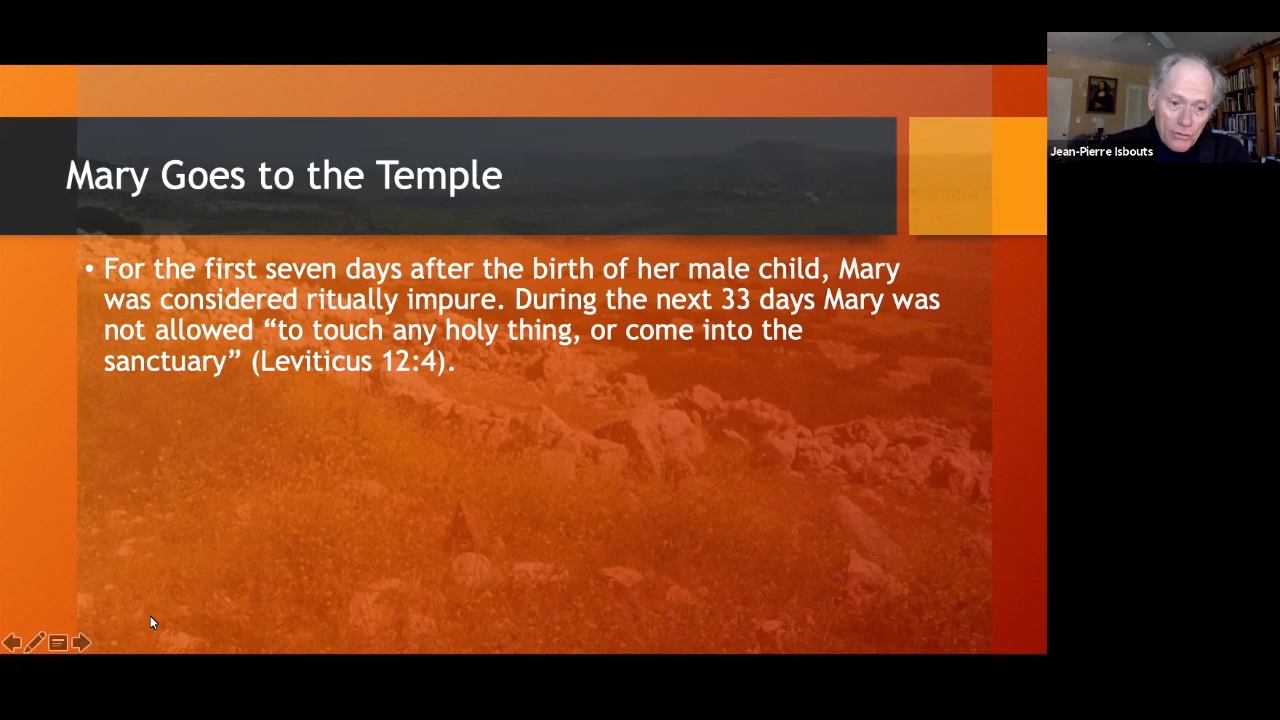 Mary Goes to the Temple
• For the first seven days after the birth of her male child, Mary
was considered ritually impure. During the next 33 days Mary was
not allowed “to touch any holy thing, or come into the
sanctuary” (Leviticus 12:4).
Jean-Pierre Isbouts